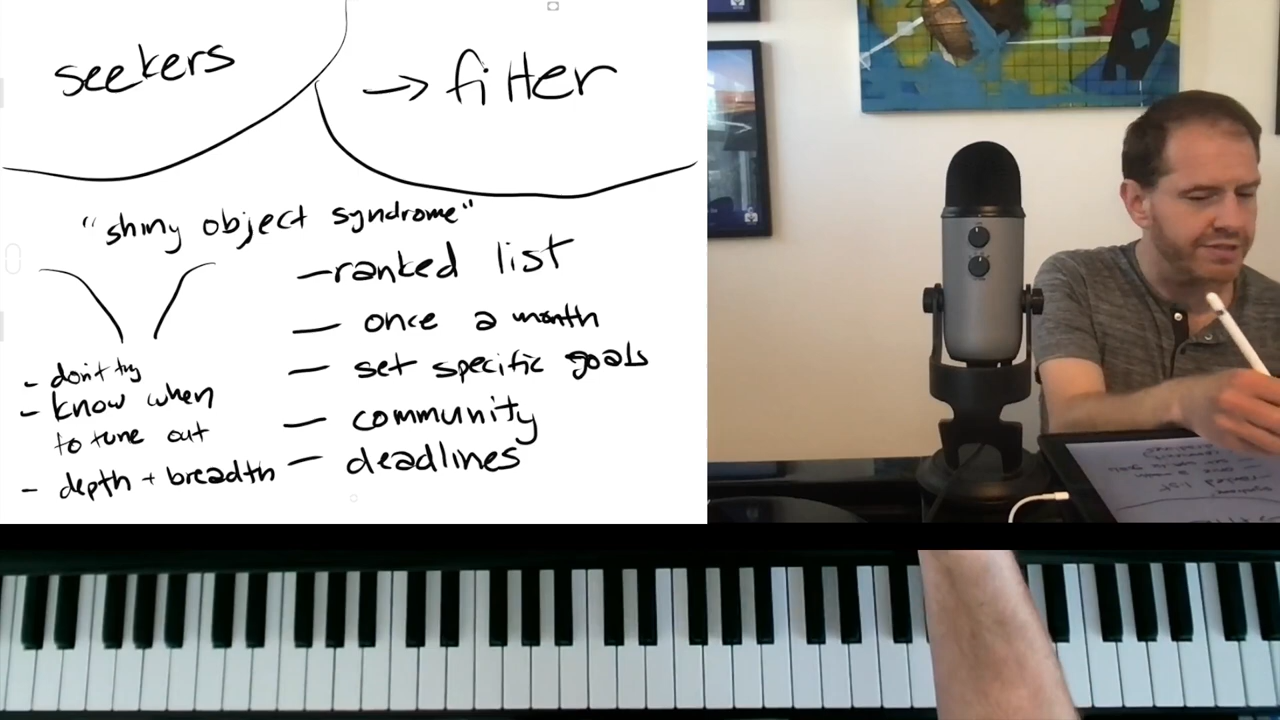 seekers
→ filter
"shiny object syndrome"
- ranked list
- once a month
- set specific goals
- community
- deadlines
- don't try
- know when
to tune out
- depth + breadth